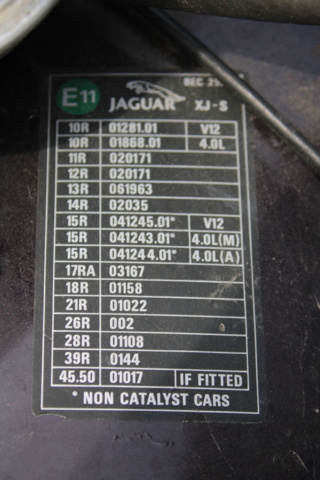 BEC 25
E11 JAGUAR XJ-S
10R 01281.01 V12
10R 01868.01 4.0L
11R 020171
12R 020171
13R 061963
14R 02035
15R 041245.01* V12
15R 041243.01* 4.0L(M)
15R 041244.01* 4.0L(A)
17RA 03167
18R 01158
21R 01022
26R 002
28R 01108
39R 0144
45.50 01017 IF FITTED
* NON CATALYST CARS